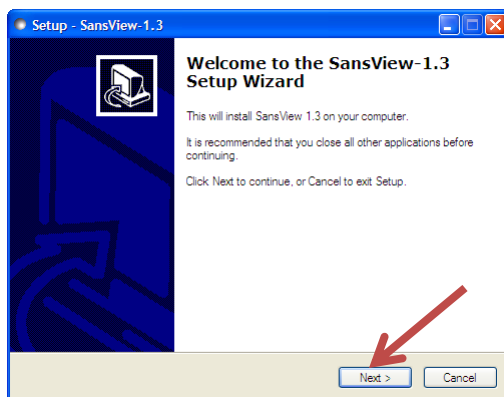 Setup - SansView-1.3
Welcome to the SansView-1.3
Setup Wizard
This will install SansView 1.3 on your computer.
It is recommended that you close all other applications before
continuing.
Click Next to continue, or Cancel to exit Setup.
Next >
Cancel